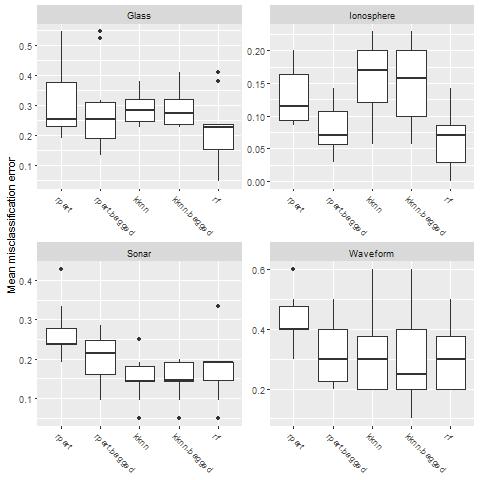 Glass
Ionosphere
0.5
0.4
0.3
0.2
0.1
0.20
0.15
0.10
0.05
0.00
rpart
rpart.bagged
kknn
kknn.bagged
rf
rpart
rpart.bagged
kknn
kknn.bagged
rf
Mean misclassification error
Sonar
Waveform
0.4
0.3
0.2
0.1
0.6
0.4
0.2
rpart
rpart.bagged
kknn
kknn.bagged
rf
rpart
rpart.bagged
kknn
kknn.bagged
rf